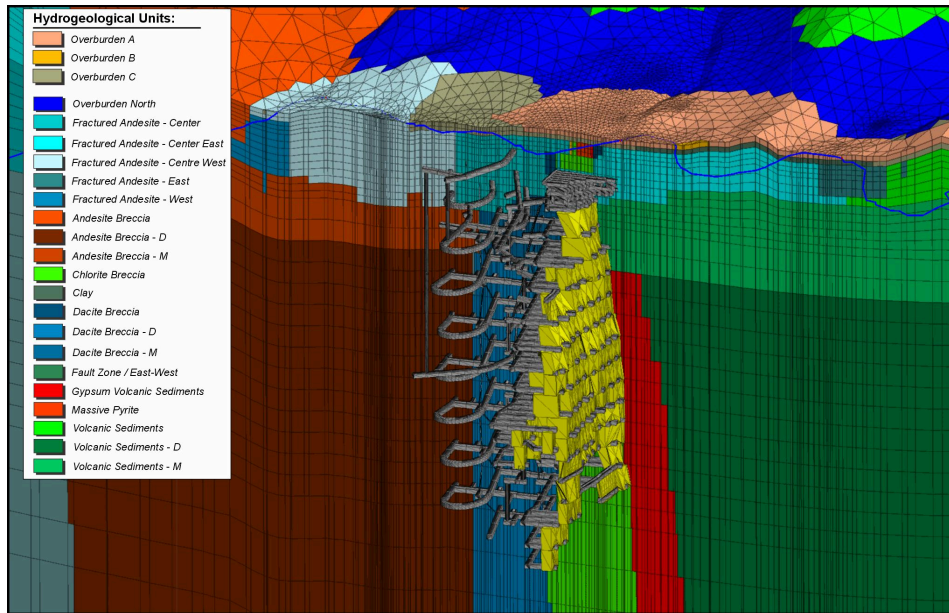 Hydrogeological Units:
Overburden A
Overburden B
Overburden C
Overburden North
Fractured Andesite - Center
Fractured Andesite - Center East
Fractured Andesite - Centre West
Fractured Andesite - East
Fractured Andesite - West
Andesite Breccia
Andesite Breccia - D
Andesite Breccia - M
Chlorite Breccia
Clay
Dacite Breccia
Dacite Breccia - D
Dacite Breccia - M
Fault Zone / East-West
Gypsum Volcanic Sediments
Massive Pyrite
Volcanic Sediments
Volcanic Sediments - D
Volcanic Sediments - M